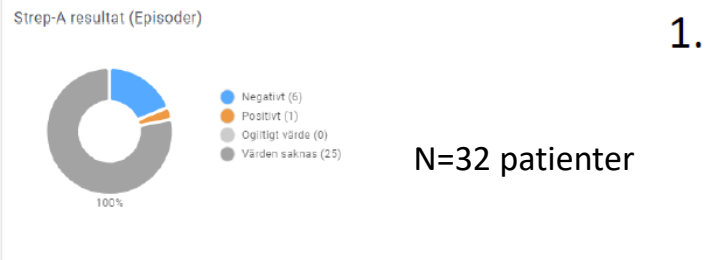 Strep-A resultat (Episoder)
1.
Negativt (6)
Positivt (1)
Ogiltigt värde (0)
Värden saknas (25)
N=32 patienter
100%